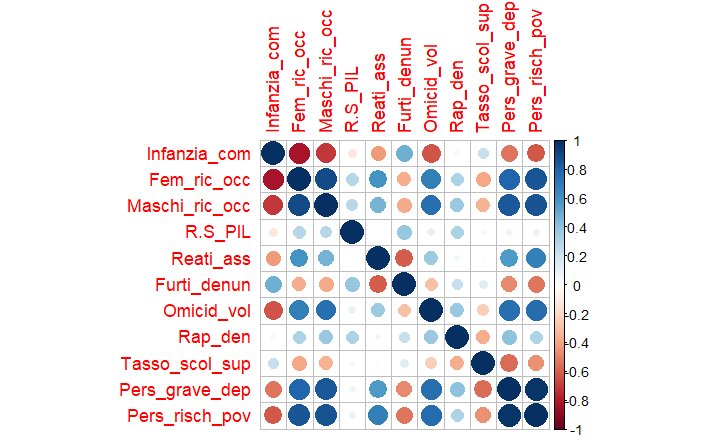 Infanzia_com
Fem_ric_occ
Maschi_ric_occ
R.S_PIL
Reati_ass
Furti_denun
Omicid_vol
Rap_den
Tasso_scol_sup
Pers_grave_dep
Pers_risch_pov
Infanzia_com
Fem_ric_occ
Maschi_ric_occ
R.S_PIL
Reati_ass
Furti_denun
Omicid_vol
Rap_den
Tasso_scol_sup
Pers_grave_dep
Pers_risch_pov
1
0.8
0.6
0.4
0.2
0
-0.2
-0.4
-0.6
-0.8
-1